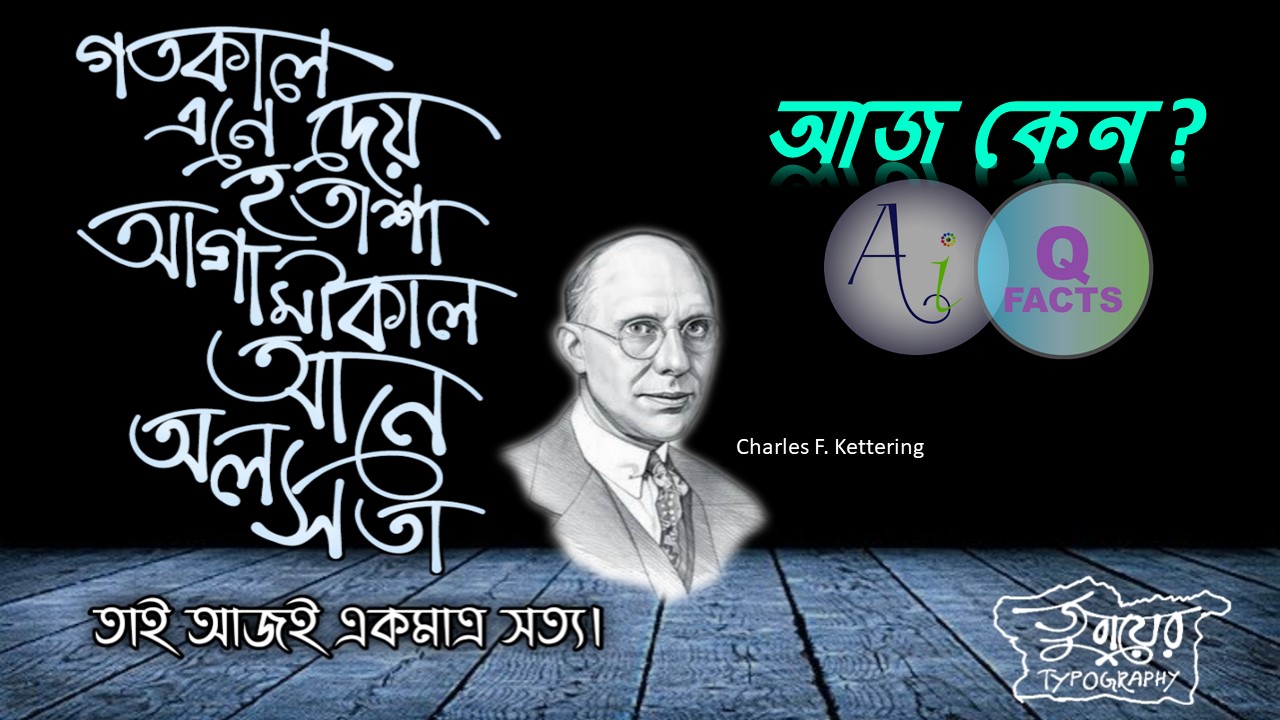 গতকাল
এনে দেয়
হতাশা
আগামীকাল
আনে
অলসতা
তাই আজই একমাত্র সত্য।
আজ কেন ?
Ai
Q
FACTS
Charles F. Kettering
TYPOGRAPHY